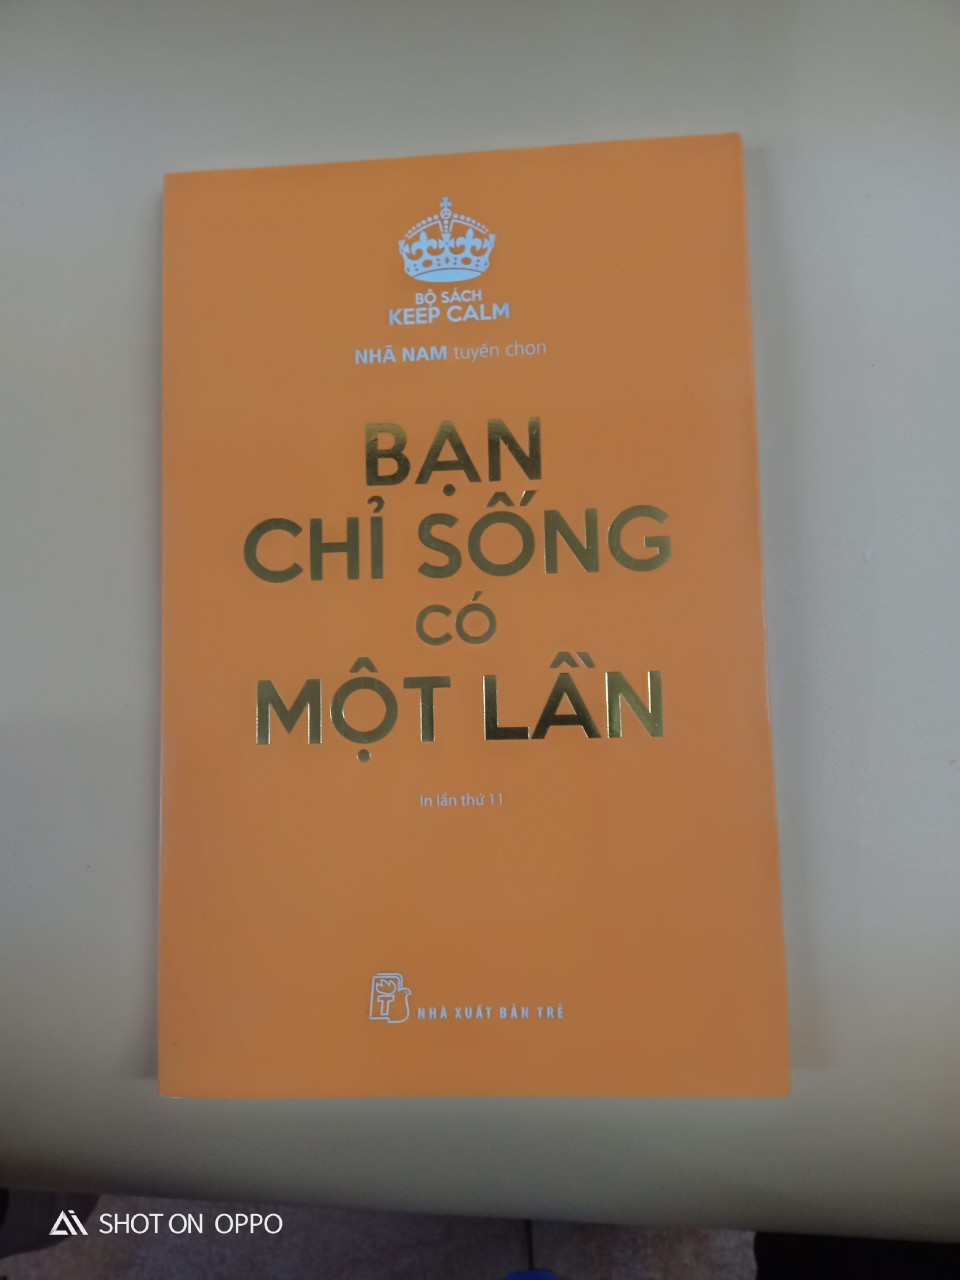 BỘ SÁCH
KEEP CALM
NHÃ NAM tuyển chọn
BẠN
CHỈ SỐNG
CÓ
MỘT LẦN
In lần thứ 11
T
NHÀ XUẤT BẢN TRẺ
SHOT ON OPPO